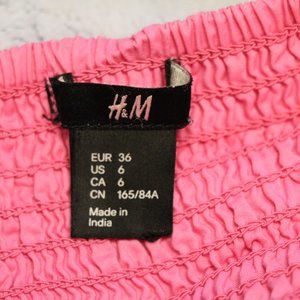 H&M
EUR 36
US 6
CA 6
CN 165/84A
Made in
India